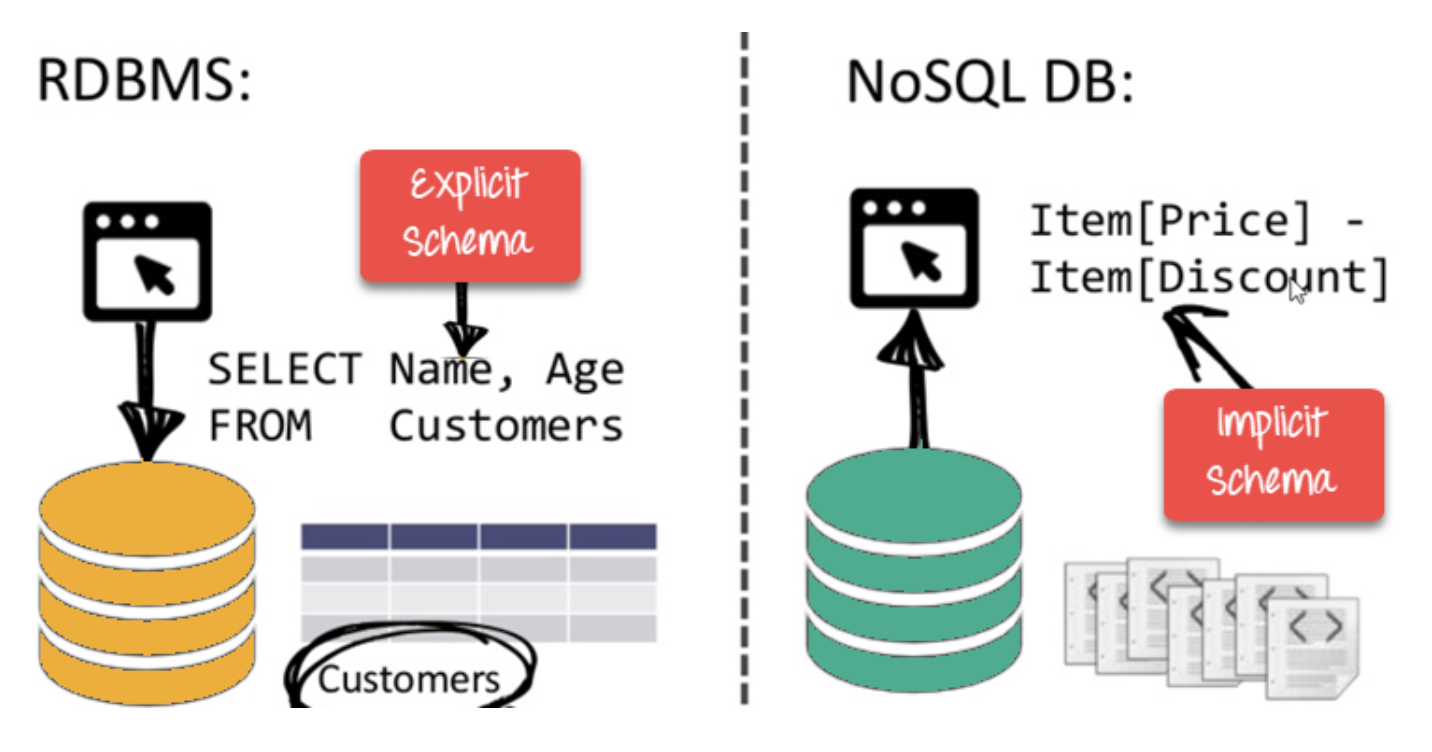 RDBMS:
Explicit
Schema
SELECT Name, Age
FROM Customers
Customers
NoSQL DB:
Item[Price] -
Item[Discount]
Implicit
Schema